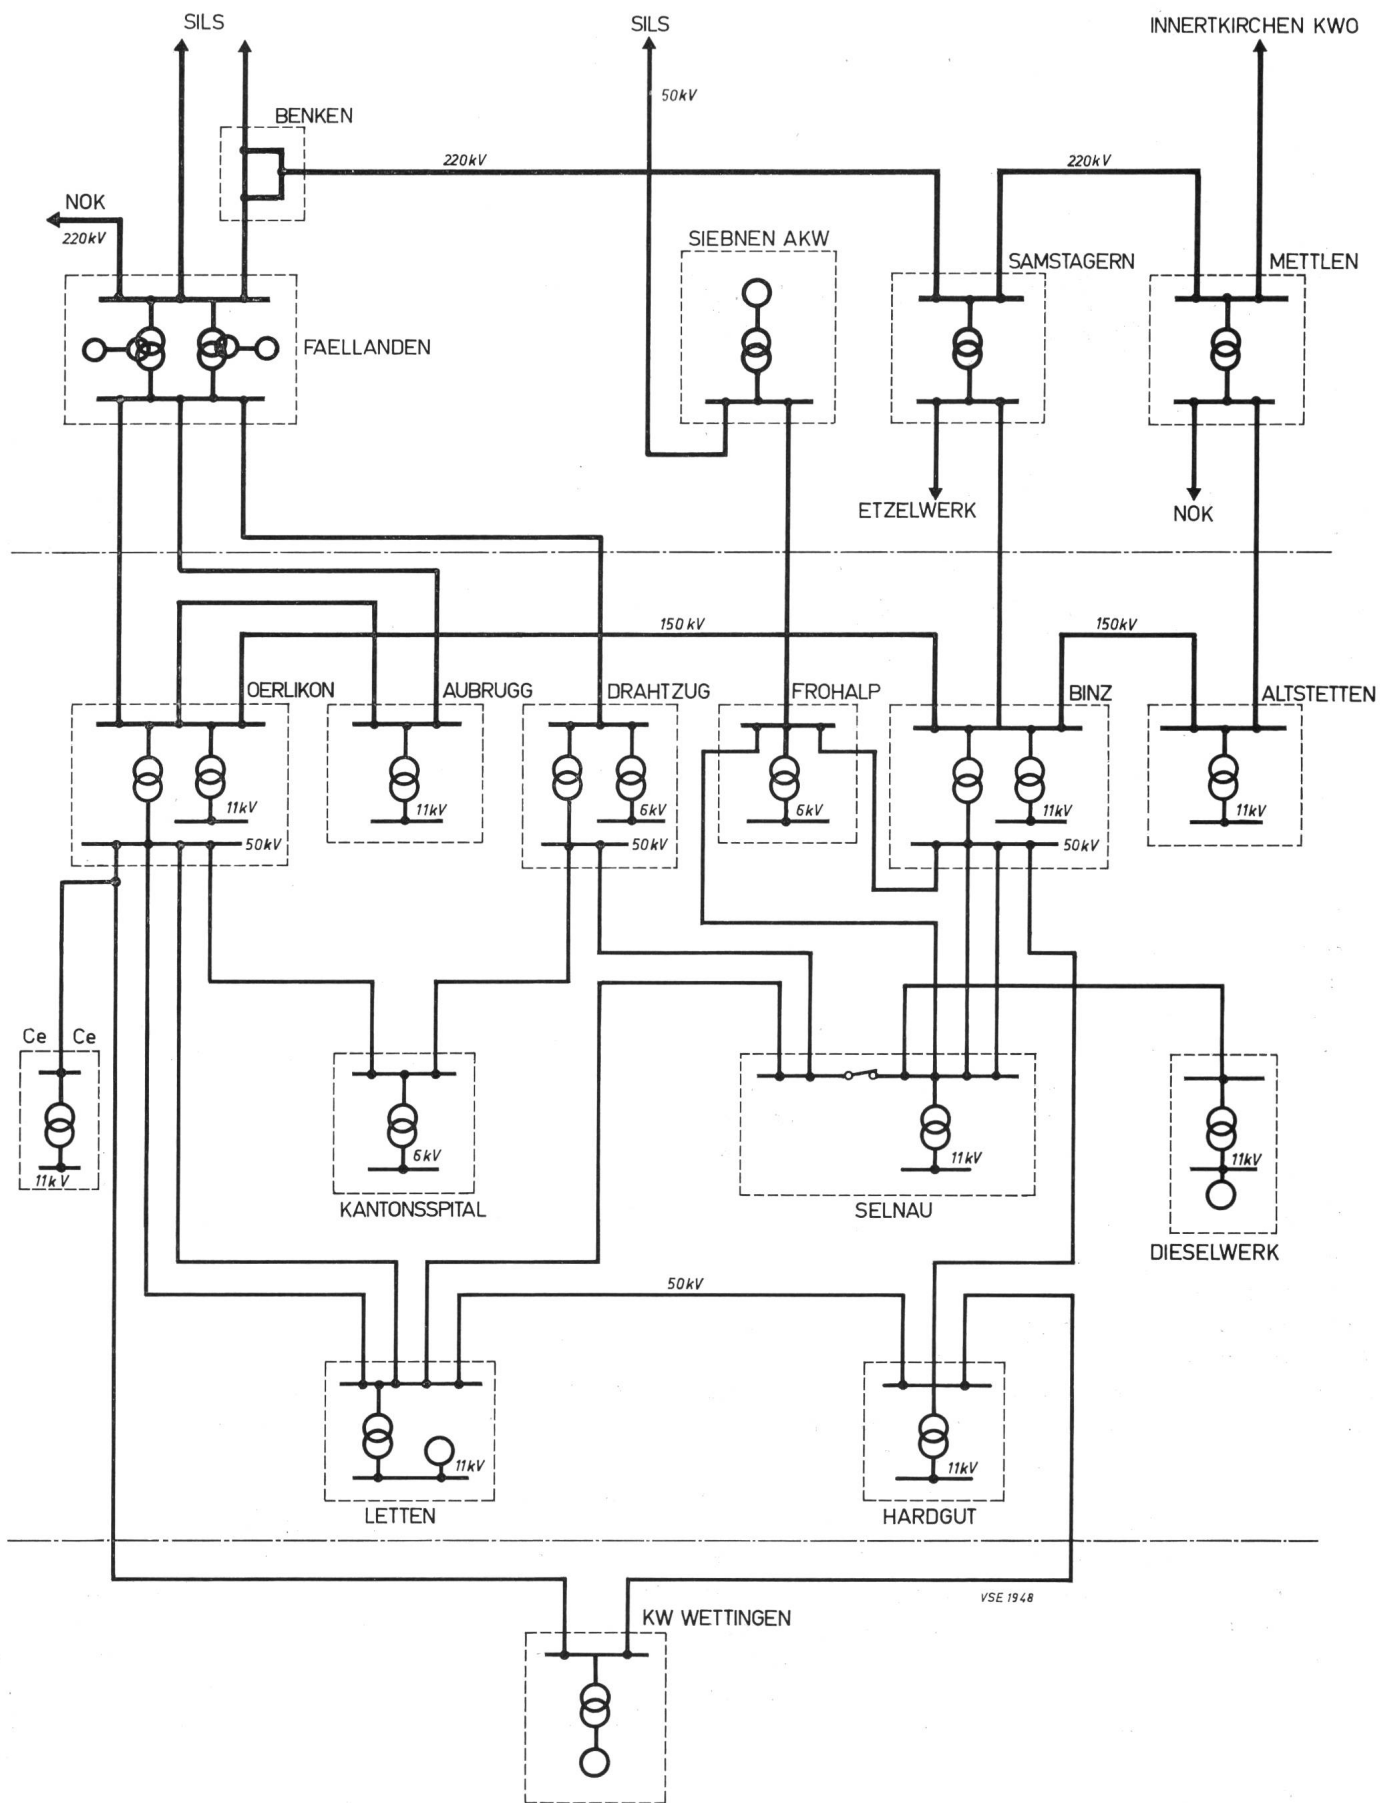 SILS
SILS
INNERTKIRCHEN KWO
50kV
BENKEN
220kV
220kV
NOK
220kV
SIEBNEN AKW
SAMSTAGERN
METTLEN
FAELLANDEN
ETZELWERK
NOK
150 kV
150kV
OERLIKON
AUBRUGG
DRAHTZUG
FROHALP
BINZ
ALTSTETTEN
11kV
11kV
6kV
6kV
11kV
11kV
50kV
50kV
50kV
Ce Ce
11kV
6kV
11kV
11kV
KANTONSSPITAL
SELNAU
DIESELWERK
50kV
11kV
11kV
LETTEN
HARDGUT
VSE 1948
KW WETTINGEN